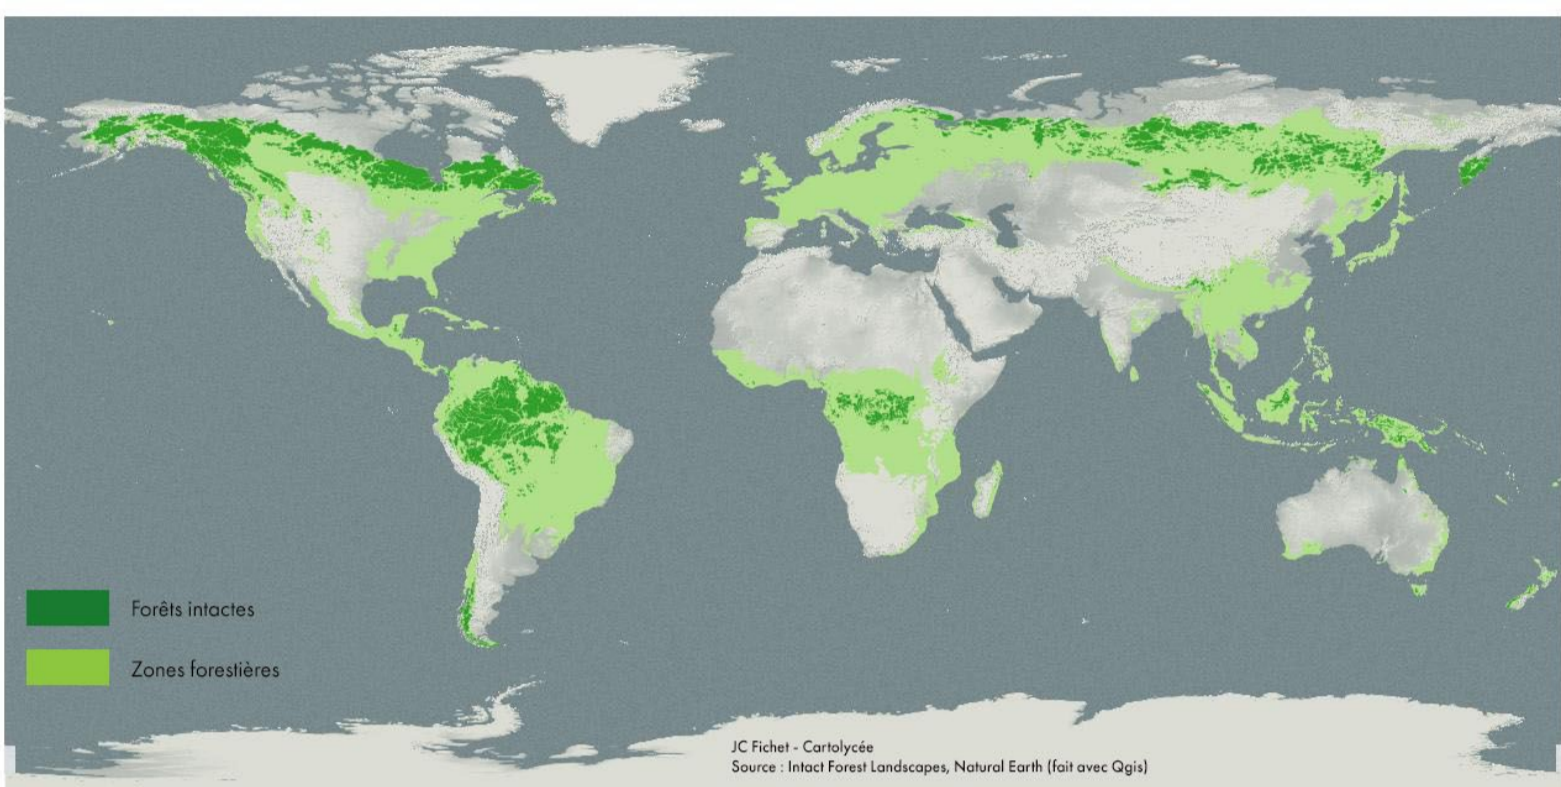 Forêts intactes
Zones forestières
JC Fichet - Cartolycée
Source : Intact Forest Landscapes, Natural Earth (fait avec Qgis)